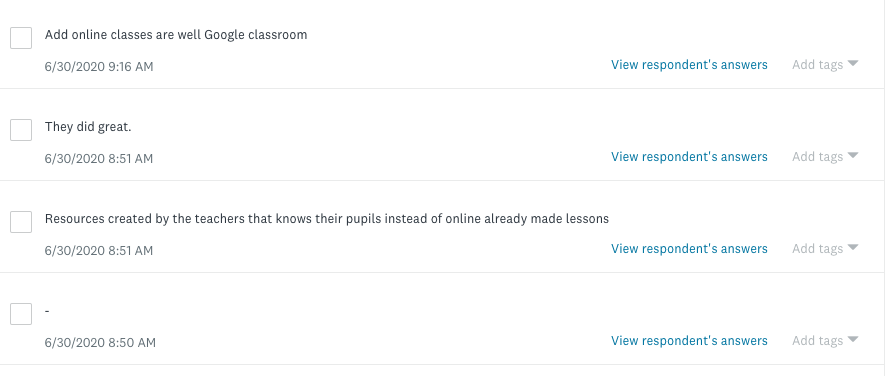 Add online classes are well Google classroom
6/30/2020 9:16 AM View respondent's answers Add tags
They did great.
6/30/2020 8:51 AM View respondent's answers Add tags
Resources created by the teachers that knows their pupils instead of online already made lessons
6/30/2020 8:51 AM View respondent's answers Add tags
-
6/30/2020 8:50 AM View respondent's answers Add tags